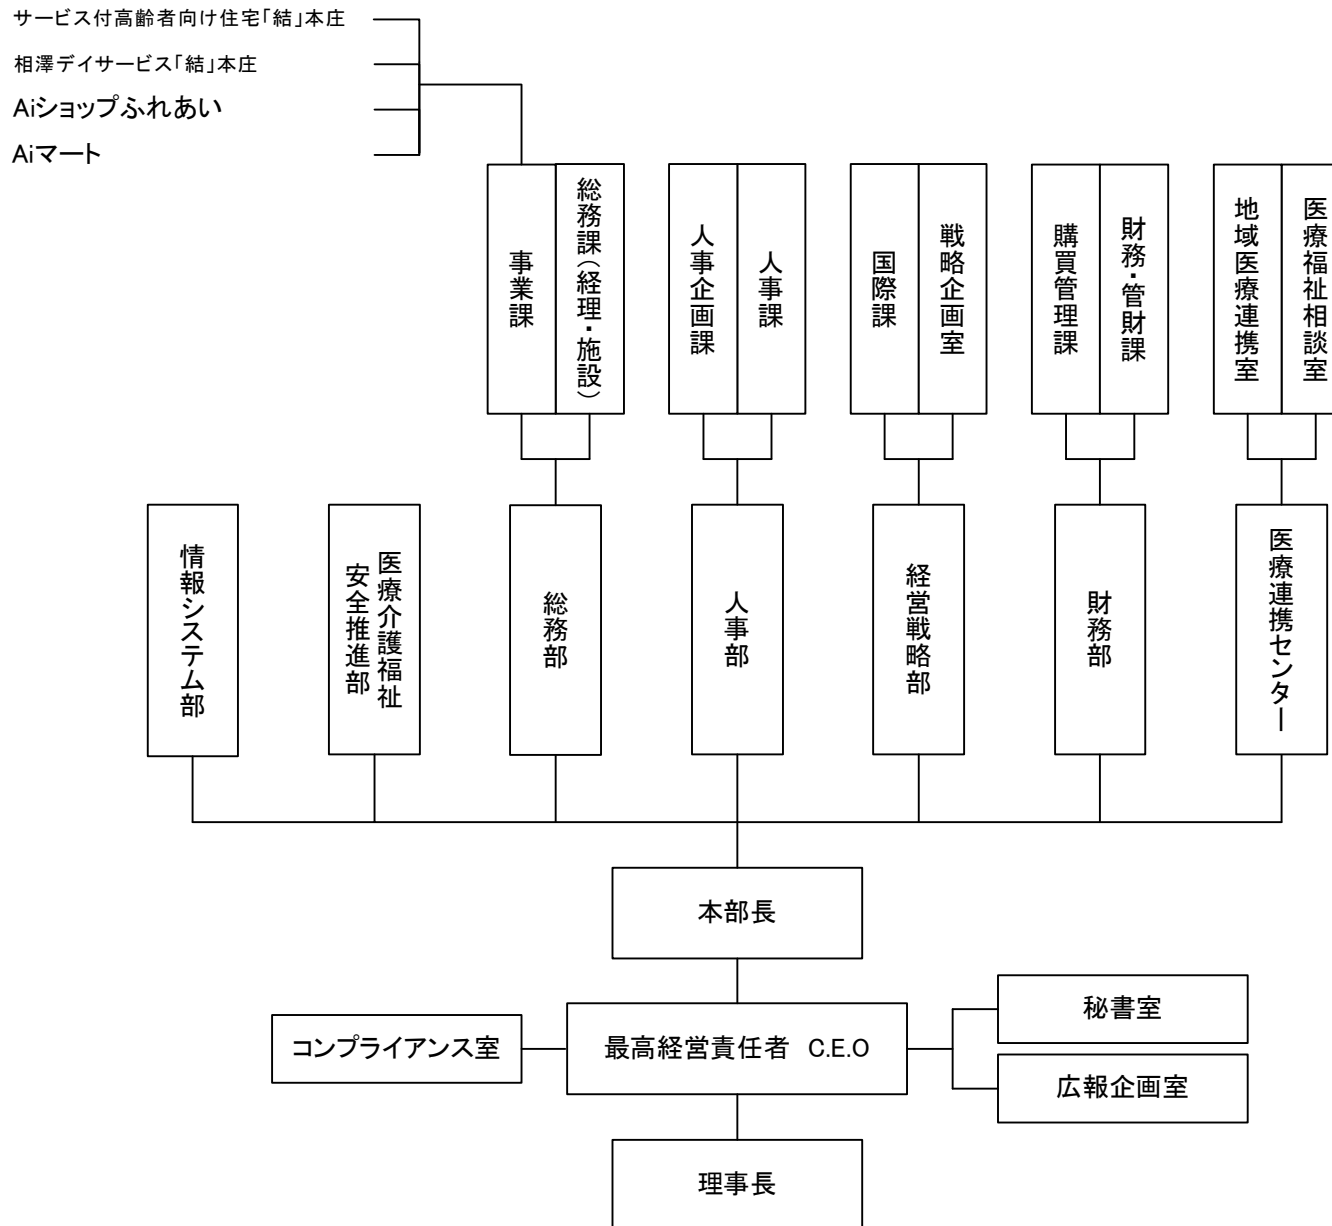 サービス付高齢者向け住宅「結」本庄
相澤デイサービス「結」本庄
Aiショップふれあい
Aiマート
事業課
総務課（経理・施設）
人事企画課
人事課
国際課
戦略企画室
購買管理課
財務・管財課
地域医療連携室
医療福祉相談室
情報システム部
医療介護福祉
安全推進部
総務部
人事部
経営戦略部
財務部
医療連携センター
本部長
コンプライアンス室
最高経営責任者　C.E.O
秘書室
広報企画室
理事長